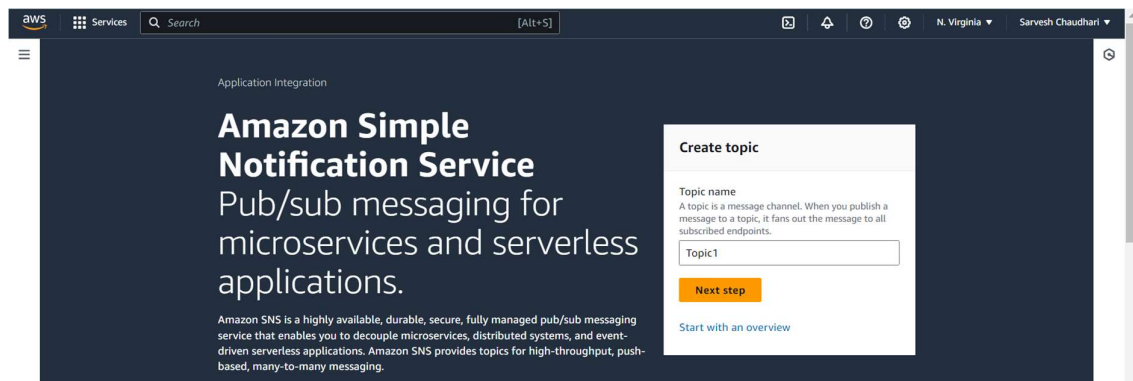 aws
Services
Search
[Alt+S]
N. Virginia
Sarvesh Chaudhari
Application Integration
Amazon Simple
Notification Service
Pub/sub messaging for
microservices and serverless
applications.
Amazon SNS is a highly available, durable, secure, fully managed pub/sub messaging
service that enables you to decouple microservices, distributed systems, and event-
driven serverless applications. Amazon SNS provides topics for high-throughput, push-
based, many-to-many messaging.
Create topic
Topic name
A topic is a message channel. When you publish a
message to a topic, it fans out the message to all
subscribed endpoints.
Topic1
Next step
Start with an overview